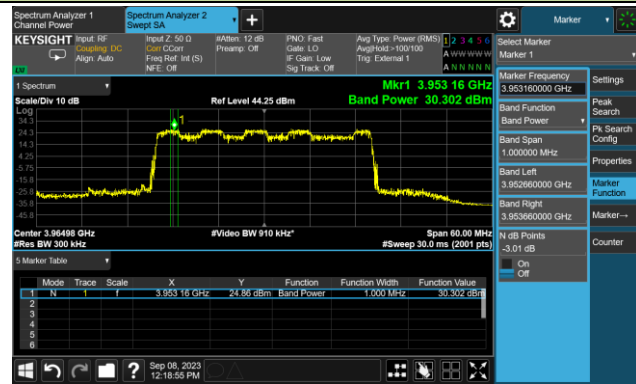 Spectrum Analyzer 1
Channel Power
Spectrum Analyzer 2
Swept SA
Marker
KEYSIGHT
Input: RF
Coupling: DC
Align: Auto
Input Z: 50 Ω
Corr CCorr
Freq Ref: Int (S)
NFE: Off
#Atten: 12 dB
Preamp: Off
PNO: Fast
Gate: LO
IF Gain: Low
Sig Track: Off
Avg Type: Power (RMS)
Avg|Hold:>100/100
Trig: External 1
1 2 3 4 5 6
A W W W W W
A N N N N N
Select Marker
Marker 1
1 Spectrum
Scale/Div 10 dB
Log
Ref Level 44.25 dBm
Mkr1 3.953 16 GHz
Band Power 30.302 dBm
34.3
24.3
14.3
4.25
-5.75
-15.8
-25.8
-35.8
-45.8
1
Center 3.96498 GHz
#Res BW 300 kHz
#Video BW 910 kHz*
Span 60.00 MHz
#Sweep 30.0 ms (2001 pts)
Marker Frequency
3.953160000 GHz
Band Function
Band Power
Band Span
1.000000 MHz
Band Left
3.952660000 GHz
Band Right
3.953660000 GHz
N dB Points
-3.01 dB
On
Off
Settings
Peak
Search
Pk Search
Config
Properties
Marker
Function
Marker→
Counter
5 Marker Table
Mode Trace Scale X Y Function Function Width Function Value
1 N 1 f 3.953 16 GHz 24.86 dBm Band Power 1.000 MHz 30.302 dBm
2
3
4
5
6
Sep 08, 2023
12:18:55 PM